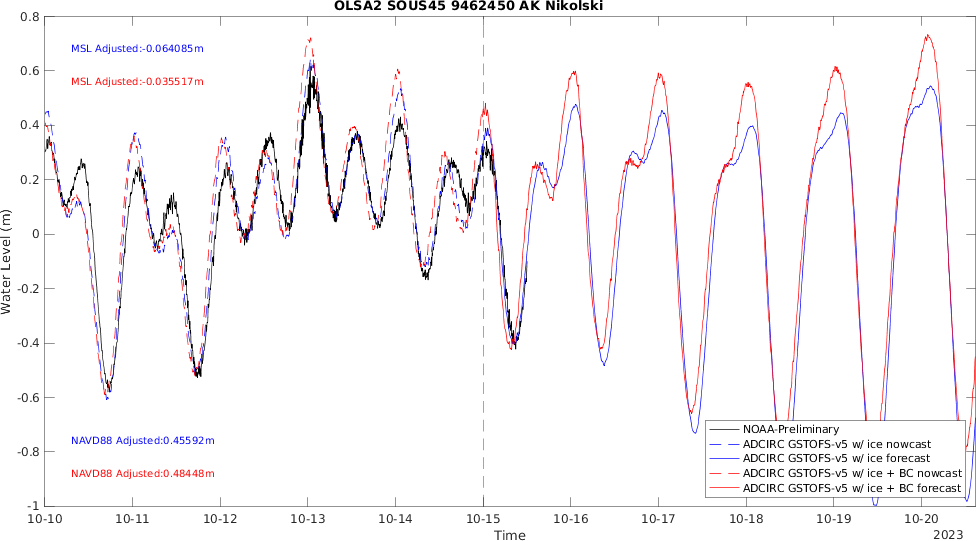 OLSA2 SOUS45 9462450 AK Nikolski
MSL Adjusted:-0.064085m
MSL Adjusted:-0.035517m
NAVD88 Adjusted:0.45592m
NAVD88 Adjusted:0.48448m
Water Level (m)
0.8
0.6
0.4
0.2
0
-0.2
-0.4
-0.6
-0.8
-1
NOAA-Preliminary
ADCIRC GSTOFS-v5 w/ ice nowcast
ADCIRC GSTOFS-v5 w/ ice forecast
ADCIRC GSTOFS-v5 w/ ice + BC nowcast
ADCIRC GSTOFS-v5 w/ ice + BC forecast
10-10 10-11 10-12 10-13 10-14 10-15 10-16 10-17 10-18 10-19 10-20
Time
2023